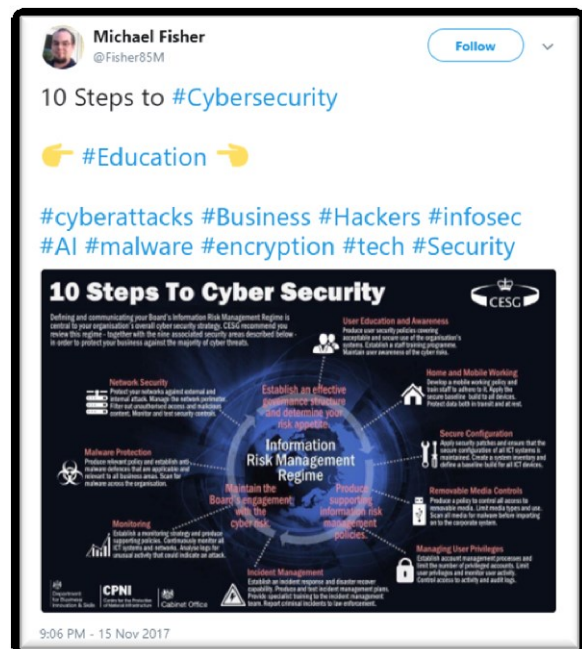 Michael Fisher
@Fisher85M
Follow
10 Steps to #Cybersecurity
#Education
#cyberattacks #Business #Hackers #infosec
#AI #malware #encryption #tech #Security
10 Steps To Cyber Security
CESG
Defining and communicating your Board's Information Risk Management Regime is
central to your organisation's overall cyber security strategy. CESG recommend you
review this regime - together with the nine associated security areas described below -
in order to protect your business against the majority of cyber threats.
User Education and Awareness
Produce user security policies covering
acceptable and secure use of the organisation's
systems. Establish a staff training programme.
Maintain user awareness of the cyber risks.
Network Security
Protect your networks against external and
internal attack. Manage the network perimeter.
Filter out unauthorised access and malicious
content. Monitor and test security controls.
Establish an effective
governance structure
and determine your
risk appetite.
Home and Mobile Working
Develop a mobile working policy and
train staff to adhere to it. Apply the
secure baseline build to all devices.
Protect data both in transit and at rest.
Malware Protection
Produce relevant policy and establish anti-
malware defences that are applicable and
relevant to all business areas. Scan for
malware across the organisation.
Information
Risk Management
Regime
Secure Configuration
Apply security patches and ensure that the
secure configuration of all ICT systems is
maintained. Create a system inventory and
define a baseline build for all ICT devices.
Maintain the
Board's engagement
with the
cyber risk.
Produce
supporting
information risk
management
policies.
Removable Media Controls
Produce a policy to control all access to
removable media. Limit media types and use.
Scan all media for malware before importing
on to the corporate system.
Monitoring
Establish a monitoring strategy and produce
supporting policies. Continuously monitor all
ICT systems and networks. Analyse logs for
unusual activity that could indicate an attack.
Managing User Privileges
Establish account management processes and
limit the number of privileged accounts. Limit
user privileges and monitor user activity.
Control access to activity and audit logs.
Incident Management
Establish an incident response and disaster recovery
capability. Produce and test incident management plans.
Provide specialist training to the incident management
team. Report criminal incidents to law enforcement.
Department
for Business
Innovation & Skills
CPNI
Centre for the Protection
of National Infrastructure
Cabinet Office
9:06 PM - 15 Nov 2017